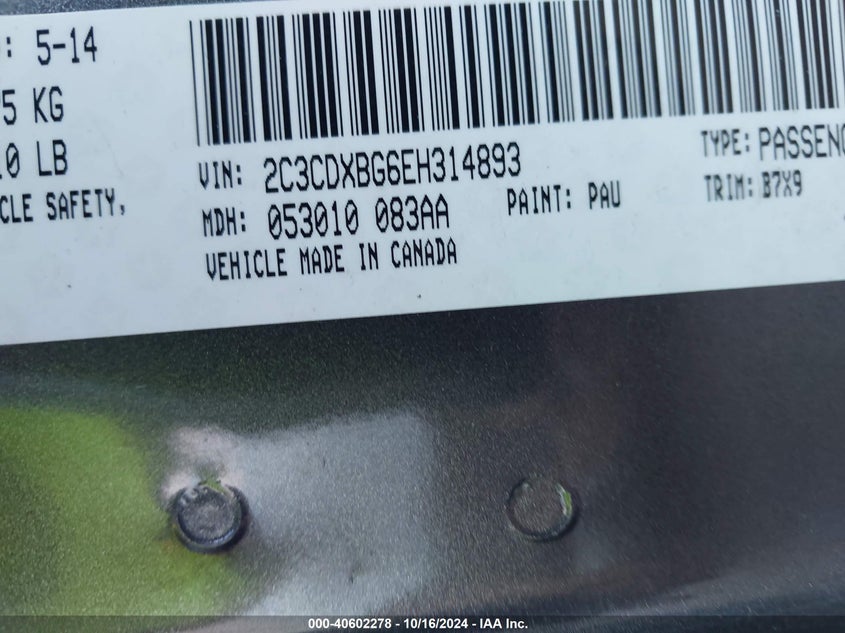 : 5-14
5 KG
0 LB
CLE SAFETY,
VIN: 2C3CDXBG6EH314893
TYPE: PASSENG
MDH: 053010 083AA
PAINT: PAU
TRIM: B7X9
VEHICLE MADE IN CANADA
000-40602278 - 10/16/2024 - IAA Inc.